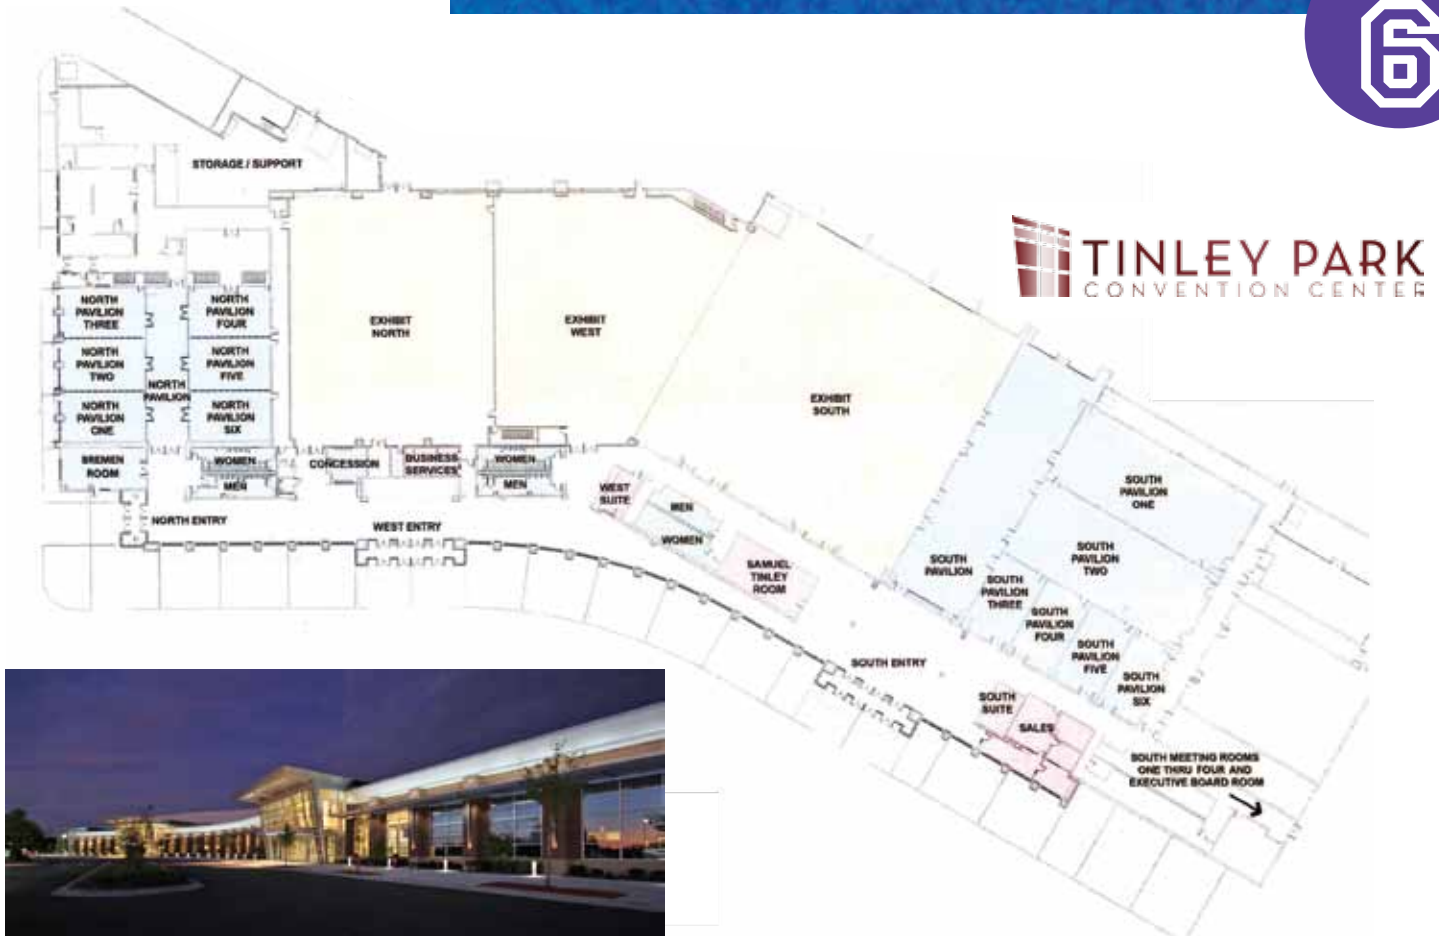 6
STORAGE / SUPPORT
TINLEY PARK
CONVENTION CENTER
NORTH
PAVILION
THREE
NORTH
PAVILION
FOUR
NORTH
PAVILION
TWO
NORTH
PAVILION
FIVE
NORTH
PAVILION
NORTH
PAVILION
ONE
NORTH
PAVILION
SIX
EXHIBIT
NORTH
EXHIBIT
WEST
EXHIBIT
SOUTH
BREMEN
ROOM
WOMEN
MEN
CONCESSION
BUSINESS
SERVICES
WOMEN
MEN
WEST
SUITE
MEN
WOMEN
SAMUEL
TINLEY
ROOM
NORTH ENTRY
WEST ENTRY
SOUTH
PAVILION
ONE
SOUTH
PAVILION
TWO
SOUTH
PAVILION
SOUTH
PAVILION
THREE
SOUTH
PAVILION
FOUR
SOUTH
PAVILION
FIVE
SOUTH
PAVILION
SIX
SOUTH ENTRY
SOUTH
SUITE
SALES
SOUTH MEETING ROOMS
ONE THRU FOUR AND
EXECUTIVE BOARD ROOM